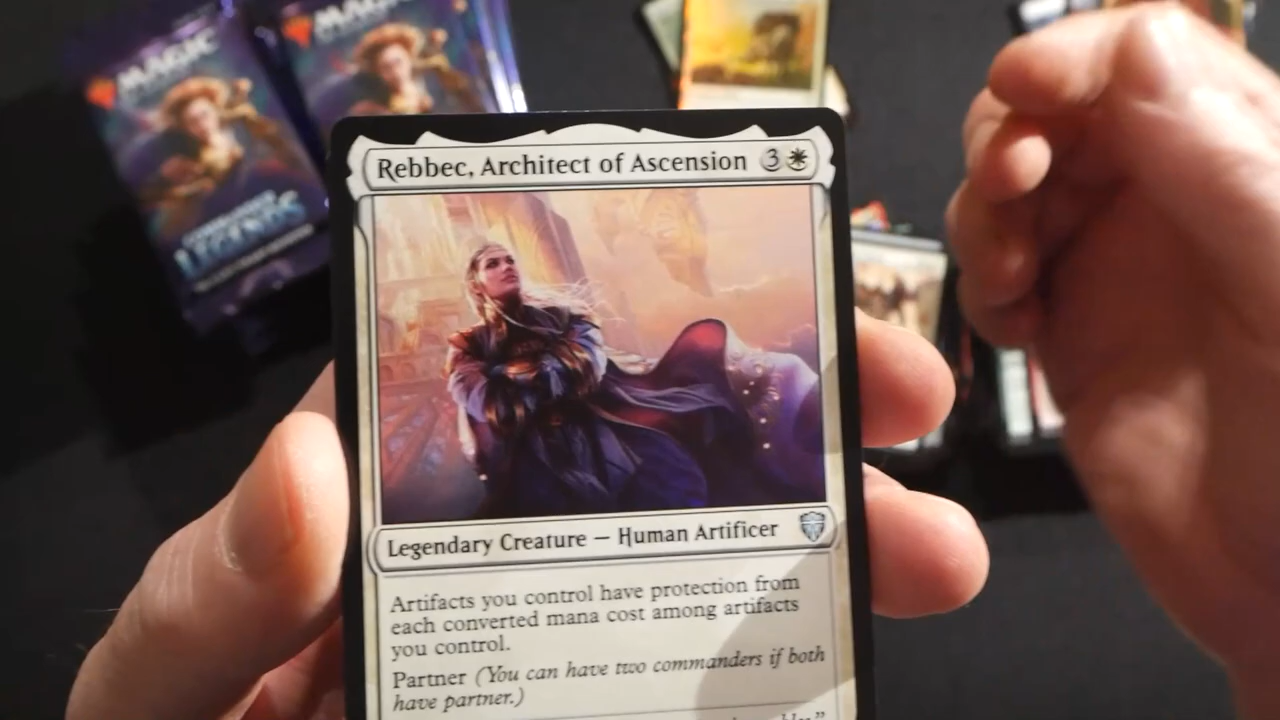 MAGIC
MAGIC
LEGENDS
Rebbec, Architect of Ascension 3
Legendary Creature — Human Artificer
Artifacts you control have protection from
each converted mana cost among artifacts
you control.
Partner (You can have two commanders if both
have partner.)